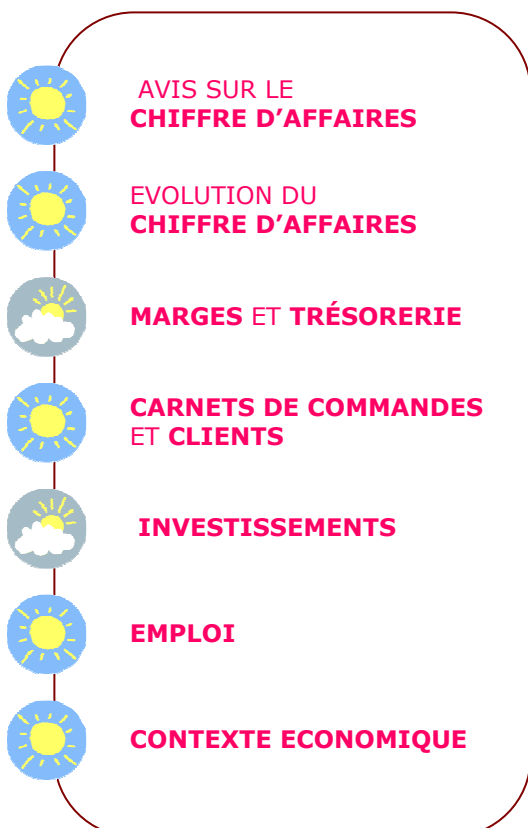 AVIS SUR LE
CHIFFRE D’AFFAIRES
EVOLUTION DU
CHIFFRE D’AFFAIRES
MARGES ET TRÉSORERIE
CARNETS DE COMMANDES
ET CLIENTS
INVESTISSEMENTS
EMPLOI
CONTEXTE ECONOMIQUE